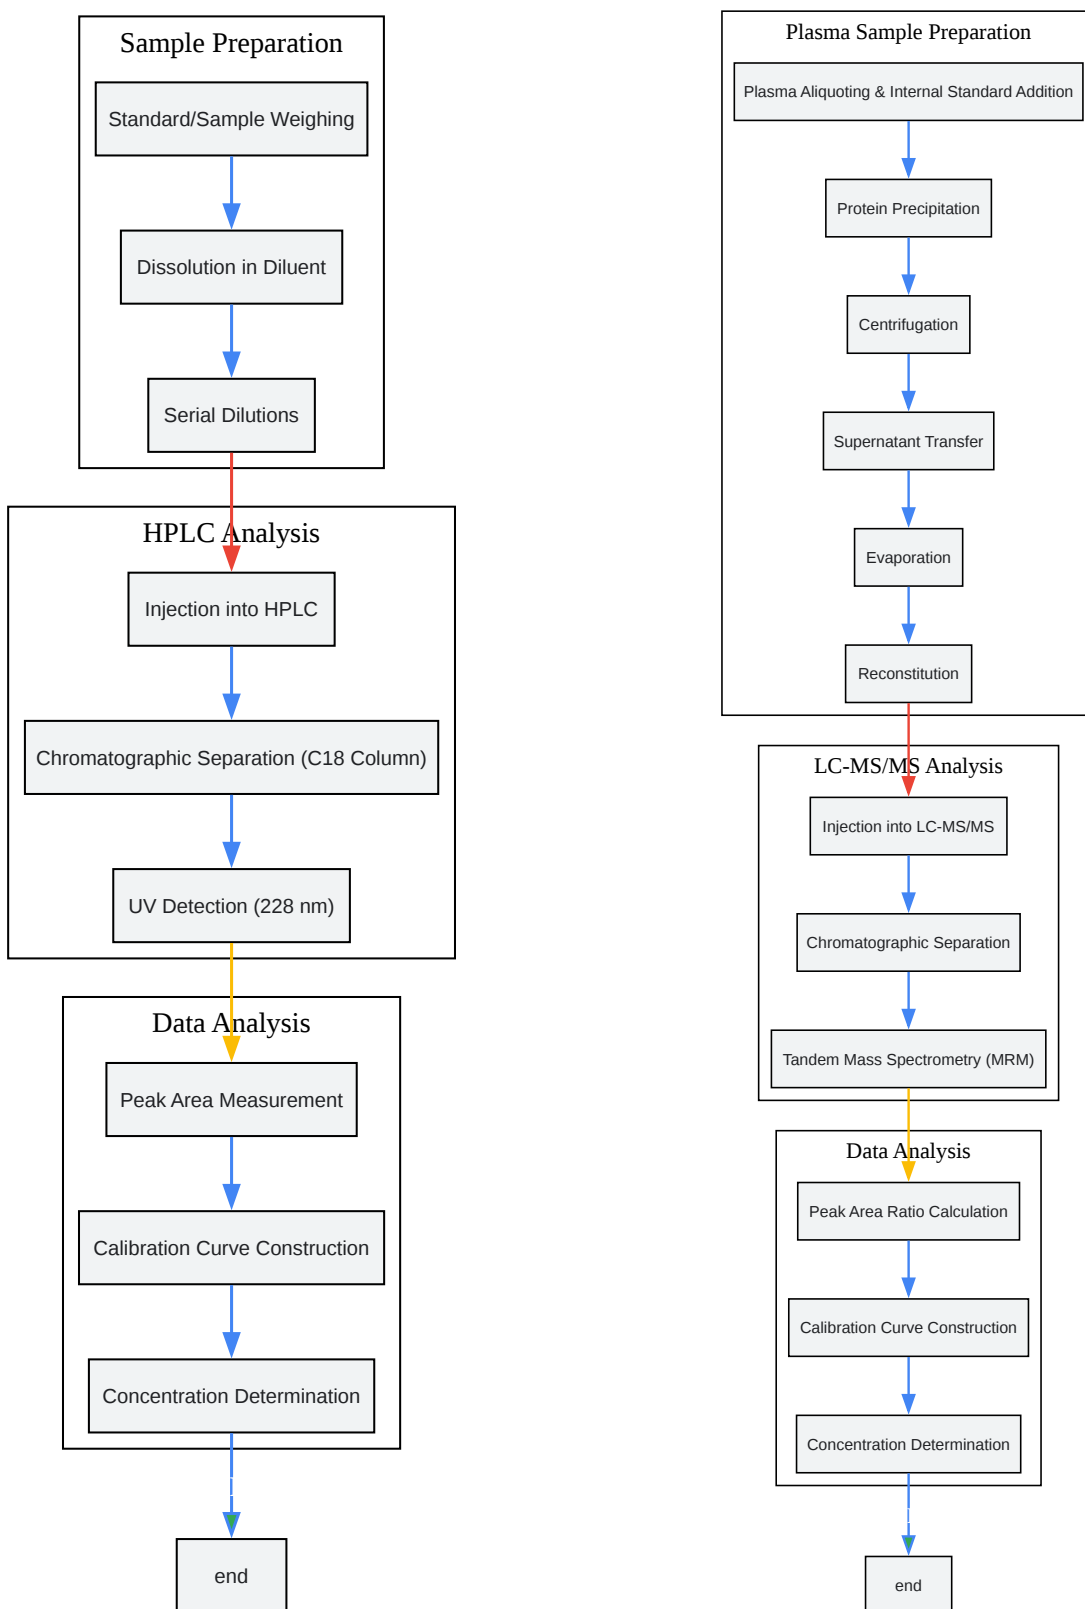 Sample Preparation
Standard/Sample Weighing
Dissolution in Diluent
Serial Dilutions
HPLC Analysis
Injection into HPLC
Chromatographic Separation (C18 Column)
UV Detection (228 nm)
Data Analysis
Peak Area Measurement
Calibration Curve Construction
Concentration Determination
end
Plasma Sample Preparation
Plasma Aliquoting & Internal Standard Addition
Protein Precipitation
Centrifugation
Supernatant Transfer
Evaporation
Reconstitution
LC-MS/MS Analysis
Injection into LC-MS/MS
Chromatographic Separation
Tandem Mass Spectrometry (MRM)
Data Analysis
Peak Area Ratio Calculation
Calibration Curve Construction
Concentration Determination
end